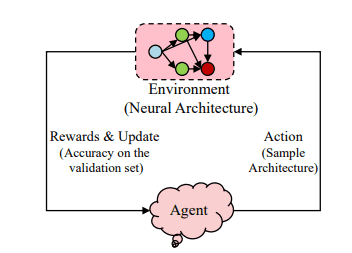 Environment
(Neural Architecture)
Rewards & Update
(Accuracy on the
validation set)
Action
(Sample
Architecture)
Agent